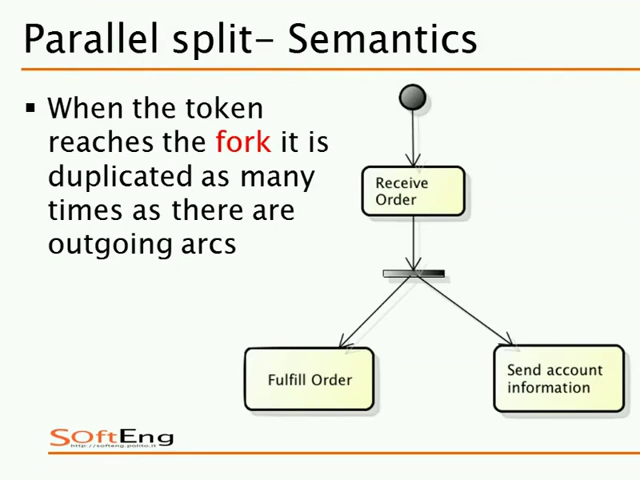 Parallel split– Semantics
▪ When the token
reaches the fork it is
duplicated as many
times as there are
outgoing arcs
Receive
Order
Fulfill Order
Send account
information
SOftEng
http://softeng.polito.it